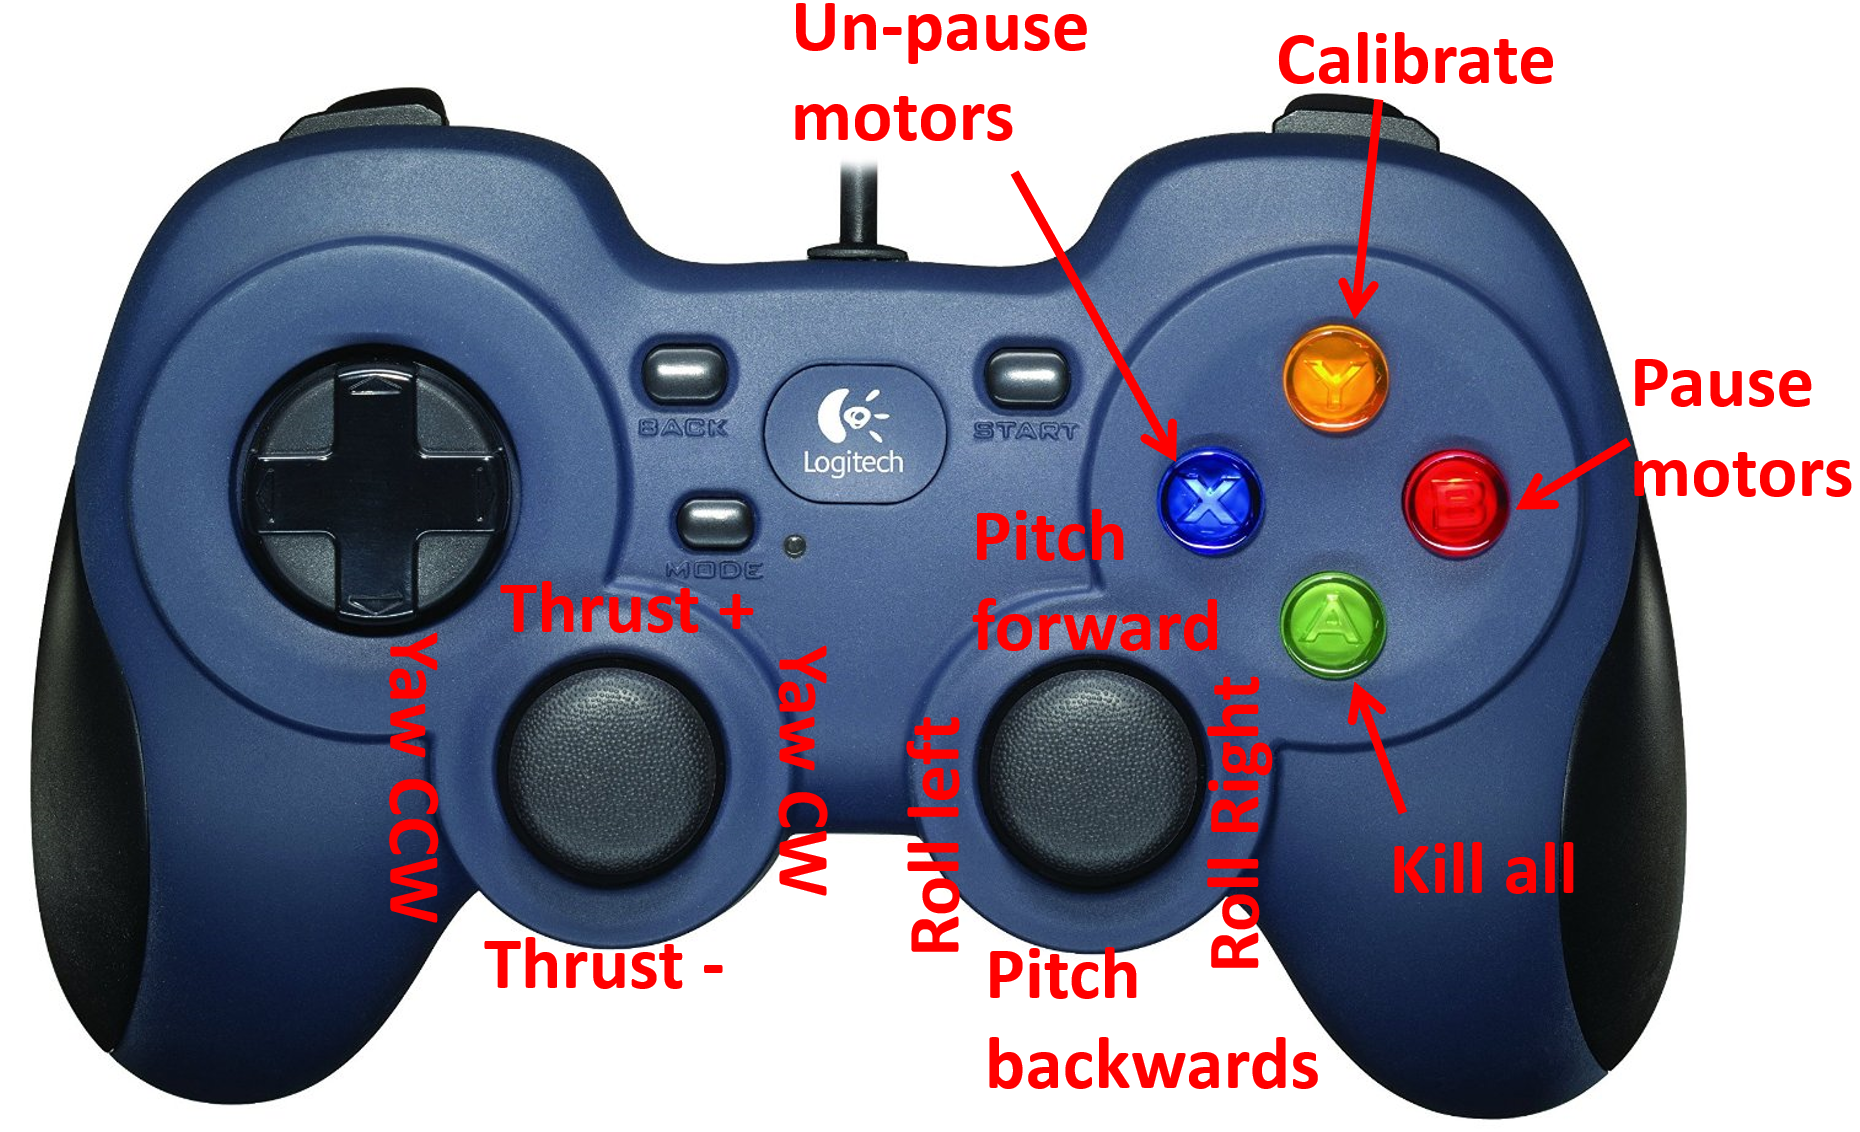 Un-pause
motors
Calibrate
Pause
motors
BACK
START
Logitech
Y
X
B
A
MODE
Thrust +
Pitch
forward
Yaw CCW
Yaw CW
Roll left
Roll Right
Kill all
Thrust -
Pitch
backwards